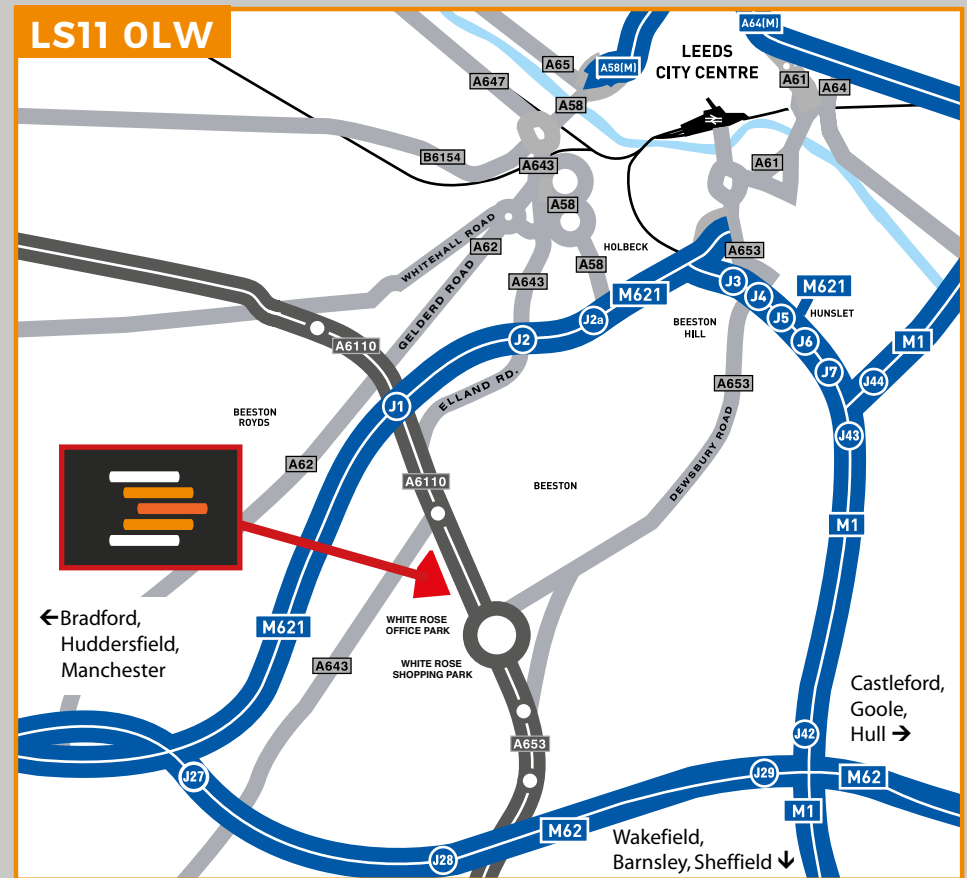 LS11 0LW
A64(M)
LEEDS
CITY CENTRE
A65
A58(M)
A647
A61
A64
A58
B6154
A643
A61
A58
WHITEHALL ROAD
A62
HOLBECK
A653
GELDERD ROAD
A643
A58
J3
M621
M621
J4
J5
HUNSLET
J2a
BEESTON
HILL
J2
J6
M1
A6110
J7
J44
ELLAND RD.
A653
J1
BEESTON
ROYDS
J43
DEWSBURY ROAD
A62
A6110
BEESTON
M1
←Bradford,
Huddersfield,
Manchester
M621
WHITE ROSE
OFFICE PARK
A643
WHITE ROSE
SHOPPING PARK
Castleford,
Goole,
Hull →
J42
A653
J27
J29
M62
M1
M62
Wakefield,
Barnsley, Sheffield ↓
J28